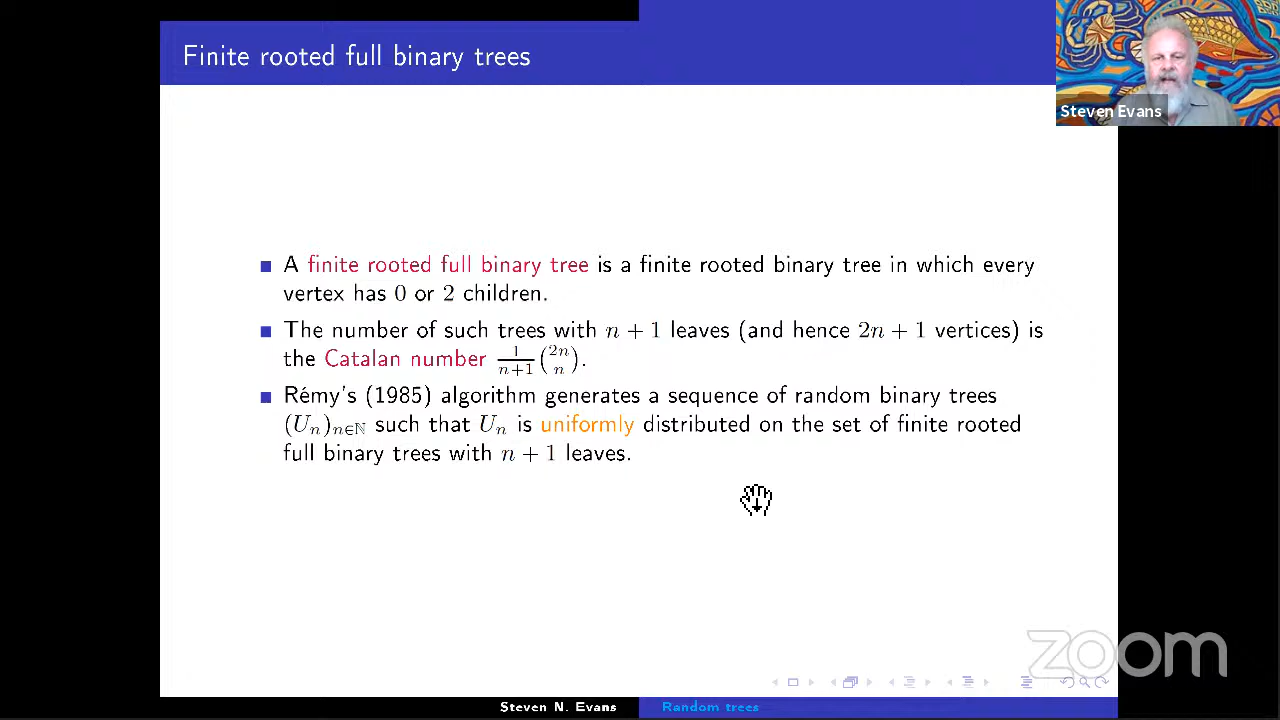 Finite rooted full binary trees
Steven Evans
A finite rooted full binary tree is a finite rooted binary tree in which every
vertex has 0 or 2 children.
The number of such trees with n + 1 leaves (and hence 2n + 1 vertices) is
the Catalan number \frac{1}{n+1}\binom{2n}{n}.
Rémy's (1985) algorithm generates a sequence of random binary trees
(U_n)_{n∈ℕ} such that U_n is uniformly distributed on the set of finite rooted
full binary trees with n + 1 leaves.
zoom
Steven N. Evans
Random trees